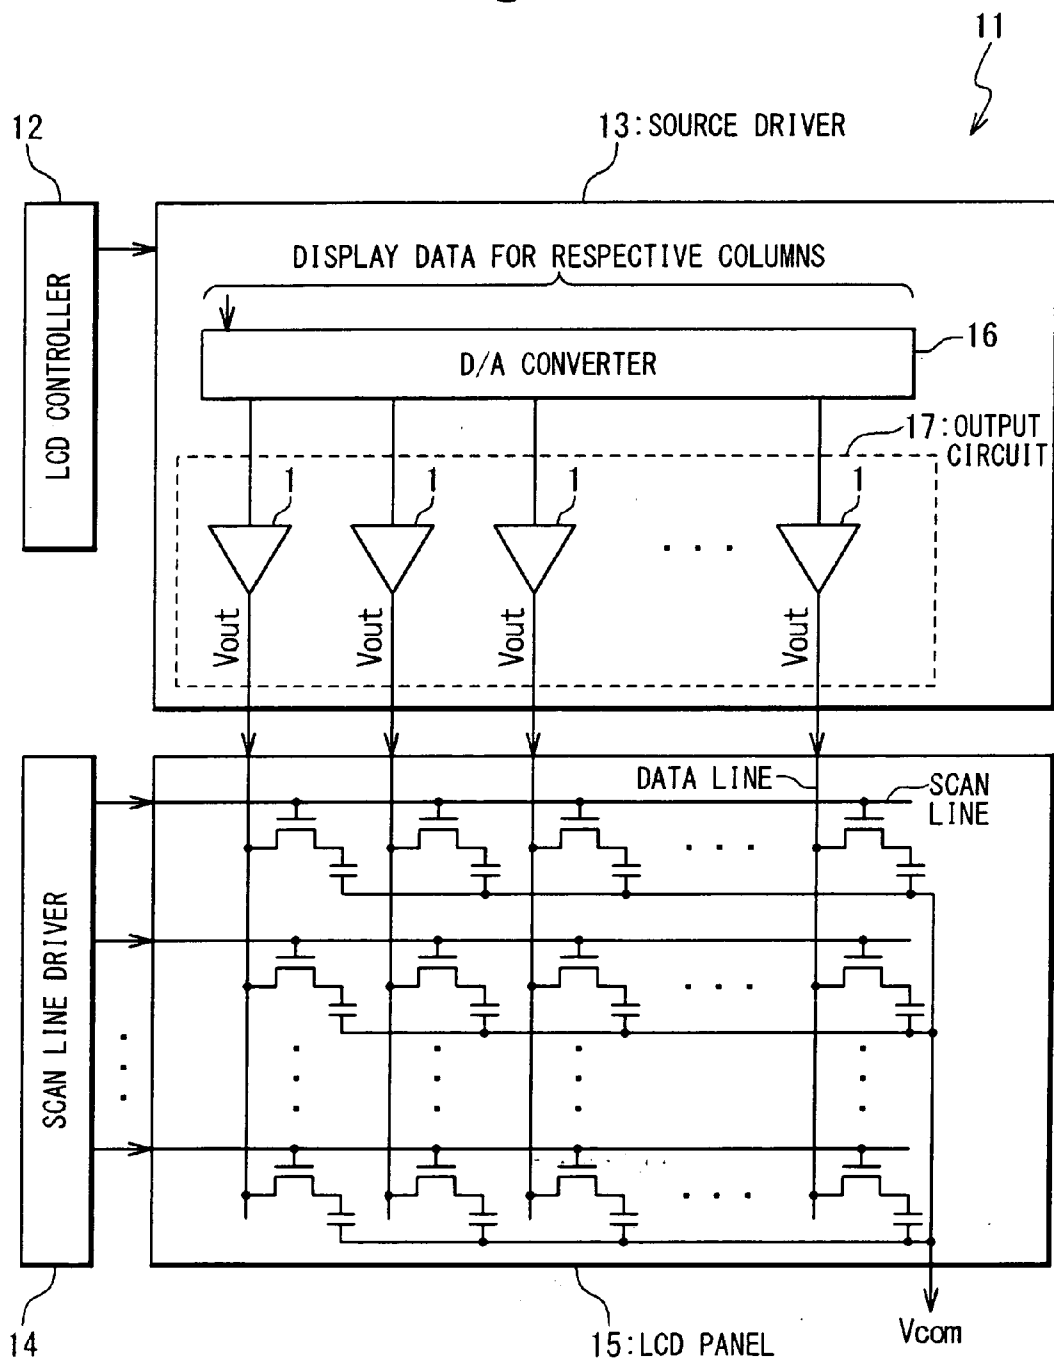 11
12
13:SOURCE DRIVER
LCD CONTROLLER
DISPLAY DATA FOR RESPECTIVE COLUMNS
D/A CONVERTER
16
17:OUTPUT
CIRCUIT
1
1
1
1
Vout
Vout
Vout
Vout
SCAN LINE DRIVER
DATA LINE
SCAN
LINE
14
15:LCD PANEL
Vcom